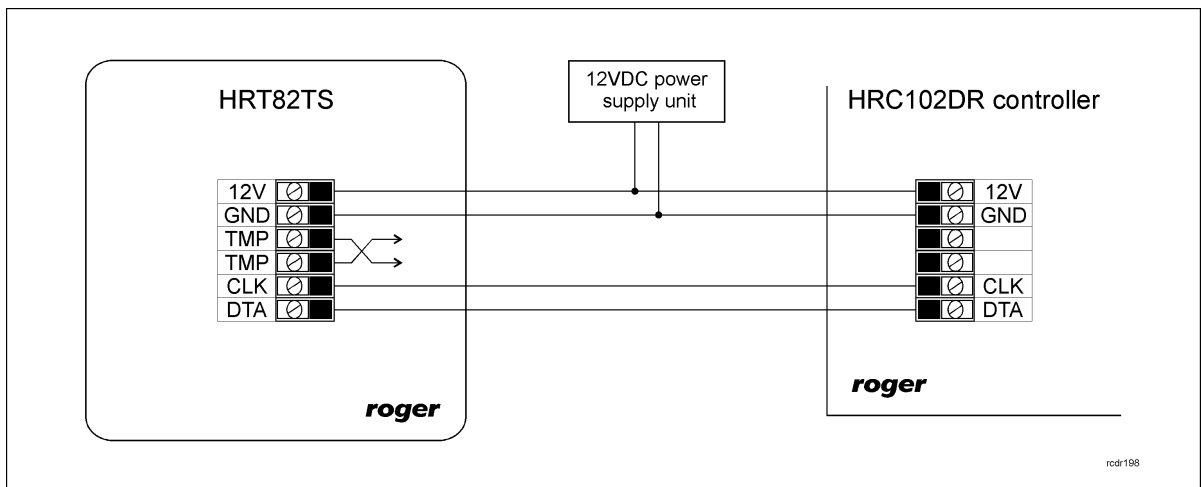 HRT82TS
12VDC power
supply unit
HRC102DR controller
12V
GND
TMP
TMP
CLK
DTA
12V
GND
CLK
DTA
roger
roger
rcdr198